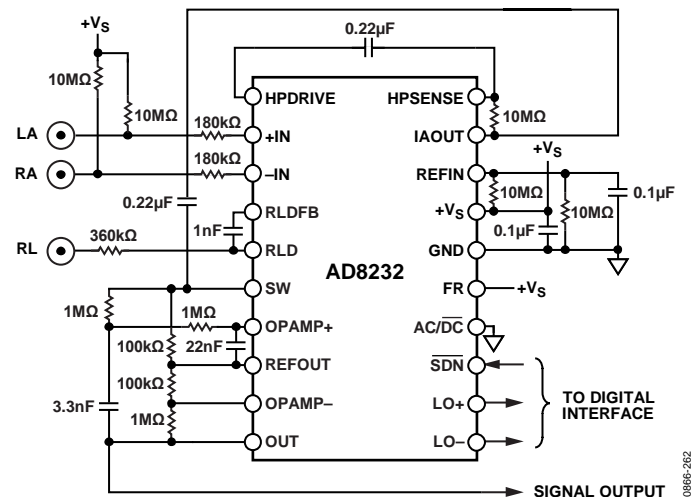 +VS
0.22µF
10MΩ
HPDRIVE
HPSENSE
10MΩ
10MΩ
LA
180kΩ
+IN
IAOUT
+VS
RA
180kΩ
–IN
REFIN
0.22µF
10MΩ
0.1µF
RLDFB
+VS
10MΩ
1nF
0.1µF
RL
360kΩ
RLD
GND
AD8232
SW
FR
+VS
1MΩ
1MΩ
OPAMP+
AC/DC
100kΩ
22nF
REFOUT
SDN
100kΩ
TO DIGITAL
INTERFACE
3.3nF
OPAMP–
LO+
1MΩ
OUT
LO–
SIGNAL OUTPUT
0866-262